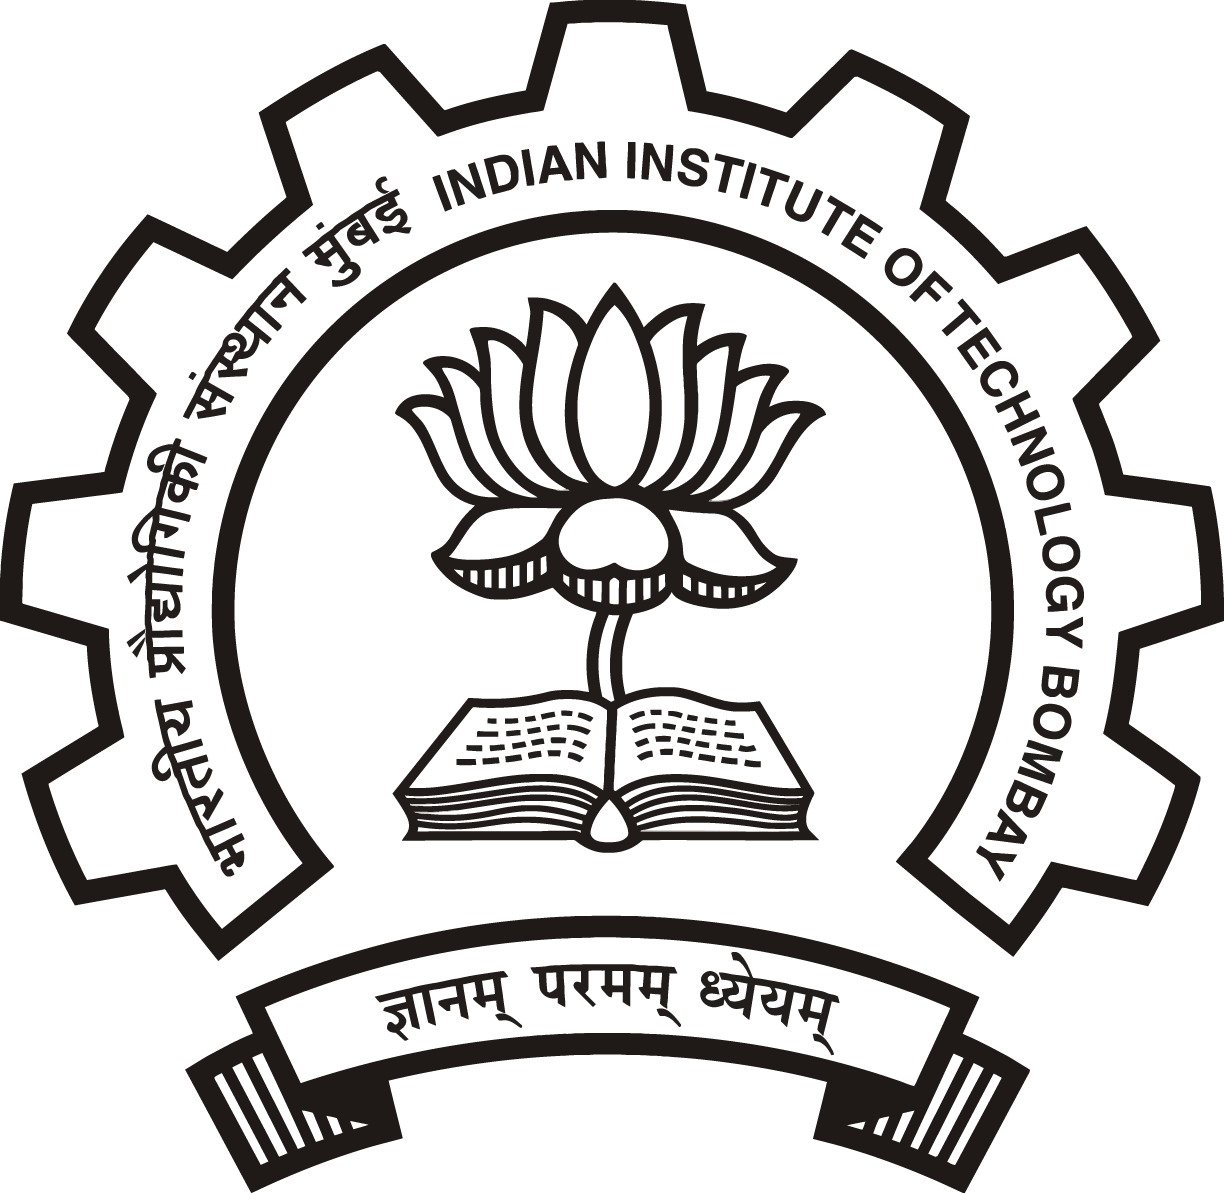 भारतीय प्रौद्योगिकी संस्थान मुंबई
INDIAN INSTITUTE OF TECHNOLOGY BOMBAY
ज्ञानम् परमम् ध्येयम्